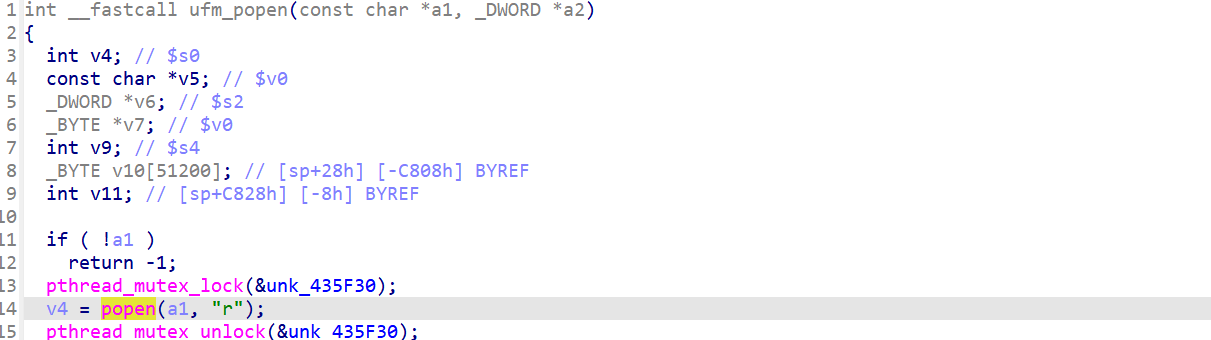 1 int __fastcall ufm_popen(const char *a1, _DWORD *a2)
2 {
3 int v4; // $s0
4 const char *v5; // $v0
5 _DWORD *v6; // $s2
6 _BYTE *v7; // $v0
7 int v9; // $s4
8 _BYTE v10[51200]; // [sp+28h] [-C808h] BYREF
9 int v11; // [sp+C828h] [-8h] BYREF
10
11 if ( !a1 )
12 return -1;
13 pthread_mutex_lock(&unk_435F30);
14 v4 = popen(a1, "r");
15 pthread_mutex_unlock(&unk_435F30);